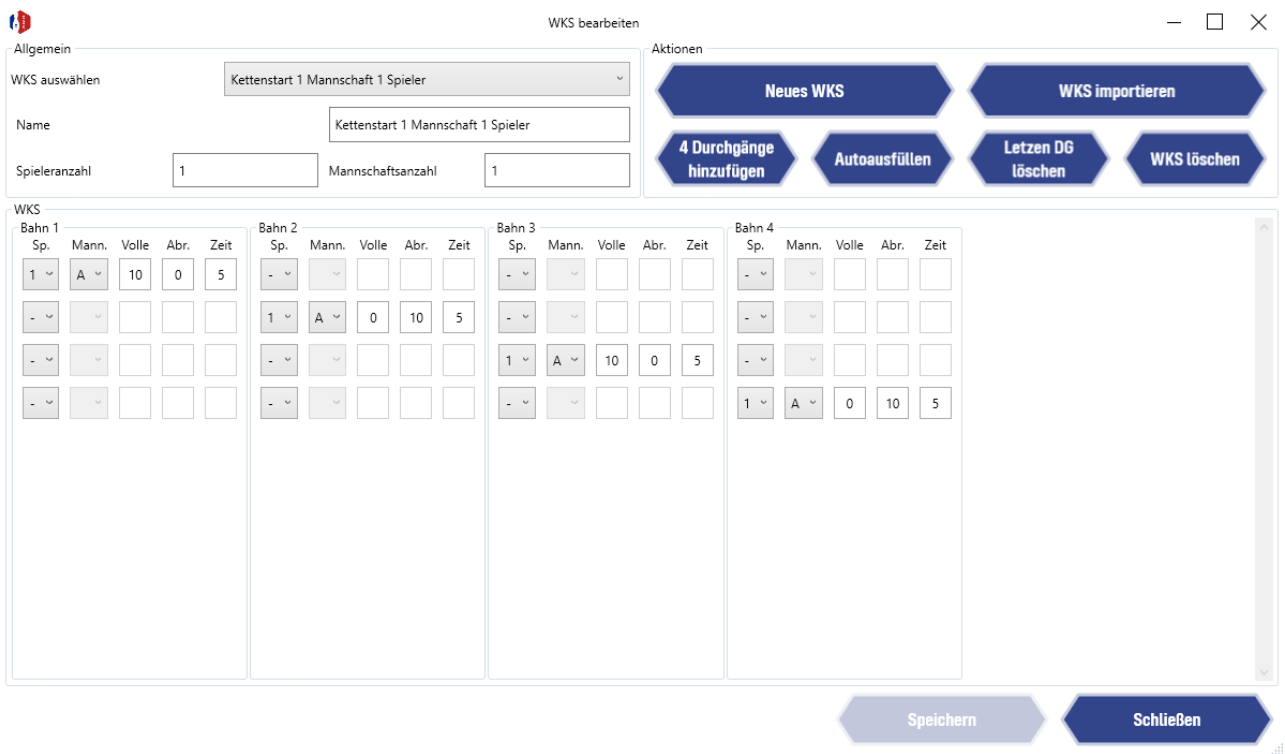 WKS bearbeiten
Allgemein
WKS auswählen
Kettenstart 1 Mannschaft 1 Spieler
Name
Kettenstart 1 Mannschaft 1 Spieler
Spieleranzahl
1
Mannschaftsanzahl
1
Aktionen
Neues WKS
WKS importieren
4 Durchgänge
hinzufügen
Autoausfüllen
Letzen DG
löschen
WKS löschen
WKS
Bahn 1 Bahn 2 Bahn 3 Bahn 4
Sp. Mann. Volle Abr. Zeit Sp. Mann. Volle Abr. Zeit Sp. Mann. Volle Abr. Zeit Sp. Mann. Volle Abr. Zeit
1 A 10 0 5 - - -
- 1 A 0 10 5 - -
- - 1 A 10 0 5 -
- - - 1 A 0 10 5
Speichern
Schließen